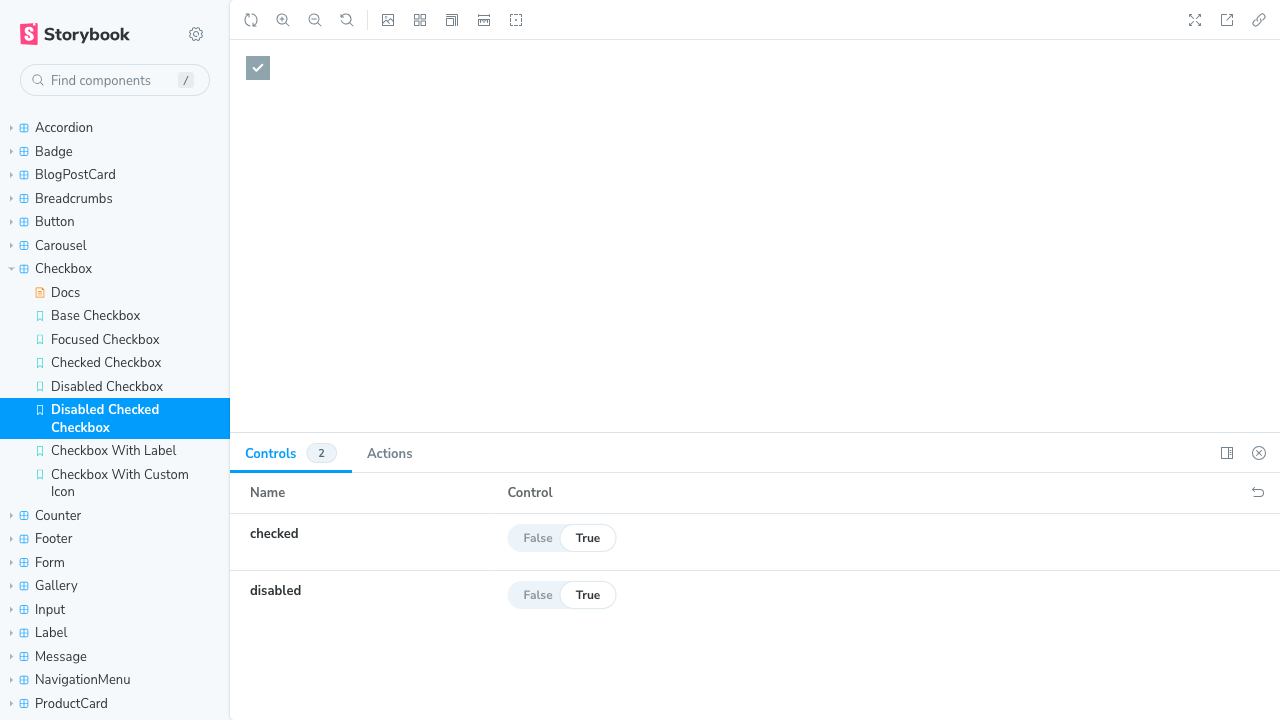 Storybook
Find components
/
Accordion
Badge
BlogPostCard
Breadcrumbs
Button
Carousel
Checkbox
Docs
Base Checkbox
Focused Checkbox
Checked Checkbox
Disabled Checkbox
Disabled Checked
Checkbox
Checkbox With Label
Checkbox With Custom
Icon
Counter
Footer
Form
Gallery
Input
Label
Message
NavigationMenu
ProductCard
Controls 2 Actions
Name Control
checked False True
disabled False True